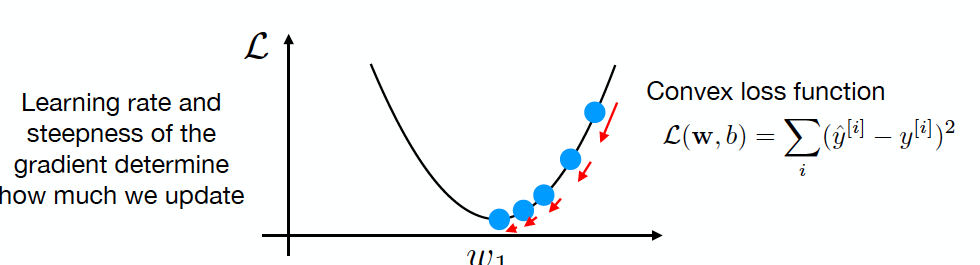 ℒ
Learning rate and
steepness of the
gradient determine
how much we update
Convex loss function
ℒ(𝐰, b) = ∑ᵢ (ŷ^[i] − y^[i])²
w₁